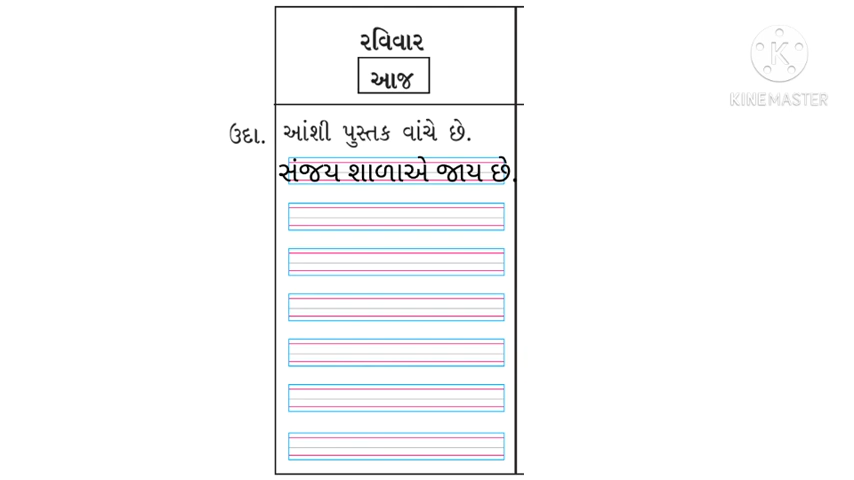 રવિવાર
આજ
ઉદા. આંશી પુસ્તક વાંચે છે.
સંજય શાળાએ જાય છે.
KINEMASTER